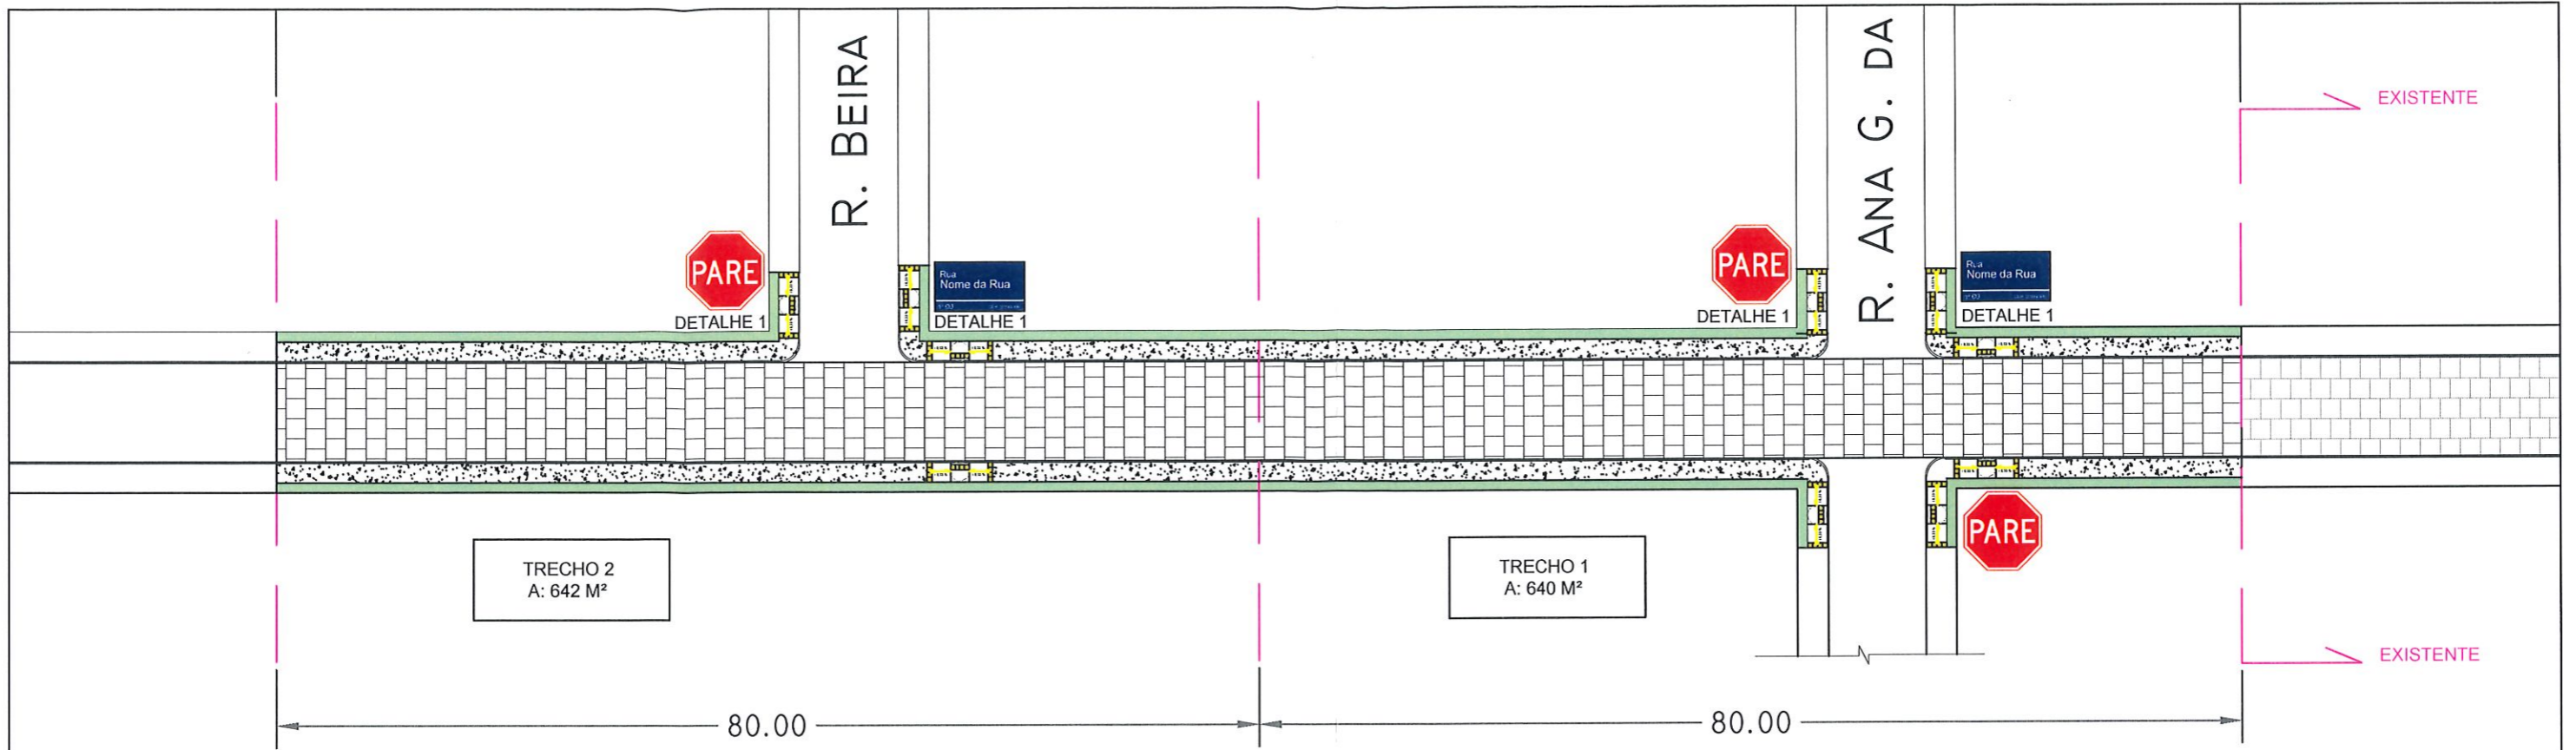 R. BEIRA
R. ANA G. DA
EXISTENTE
PARE
DETALHE 1
Rua
Nome da Rua
DETALHE 1
PARE
DETALHE 1
Rua
Nome da Rua
DETALHE 1
PARE
TRECHO 2
A: 642 M²
TRECHO 1
A: 640 M²
EXISTENTE
80.00
80.00